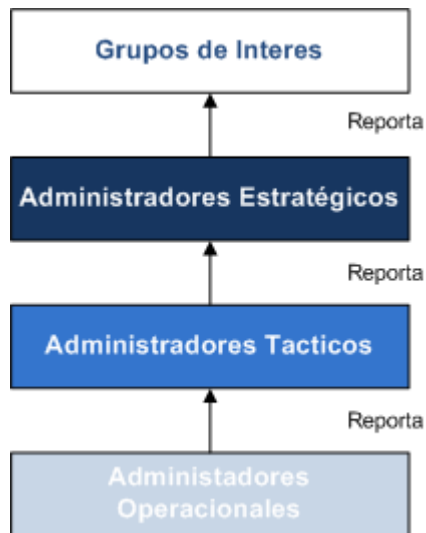 Grupos de Interes
Reporta
Administradores Estratégicos
Reporta
Administradores Tacticos
Reporta
Administadores
Operacionales